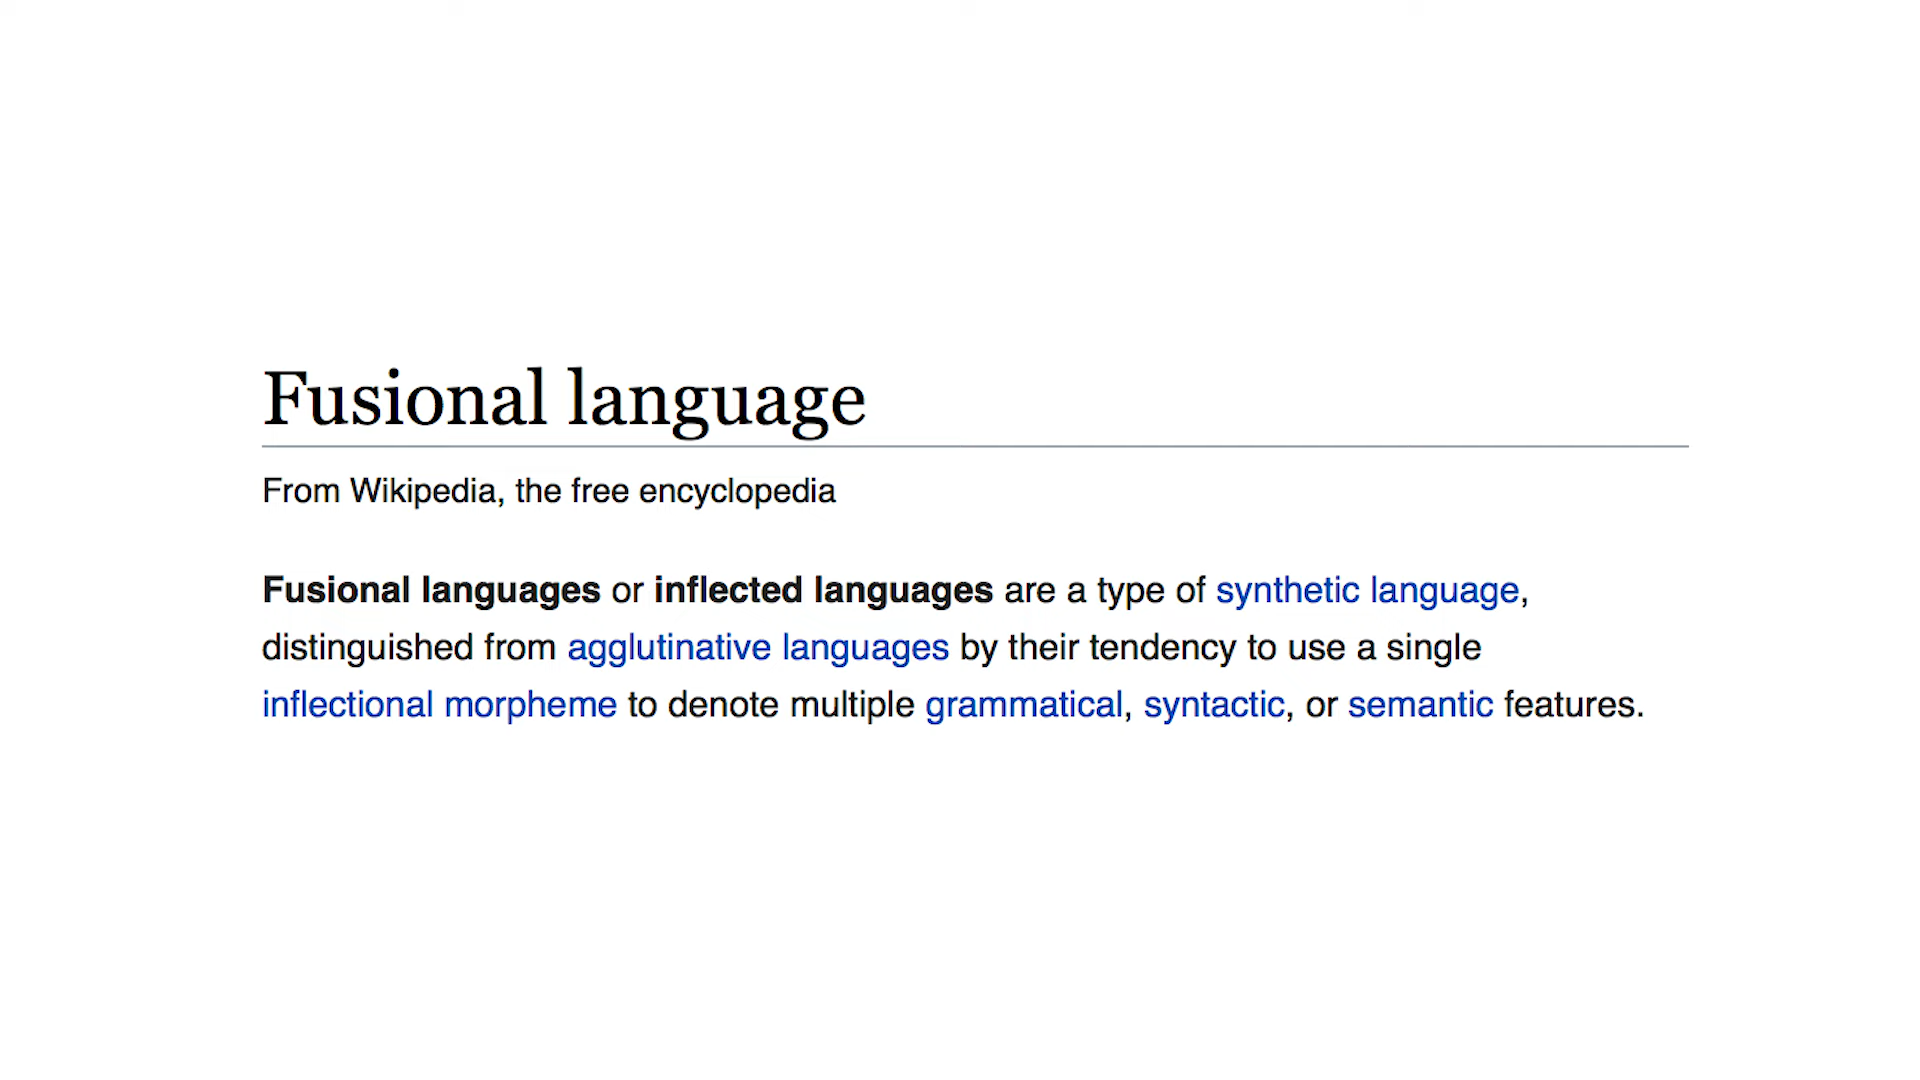 Fusional language
From Wikipedia, the free encyclopedia
Fusional languages or inflected languages are a type of synthetic language,
distinguished from agglutinative languages by their tendency to use a single
inflectional morpheme to denote multiple grammatical, syntactic, or semantic features.